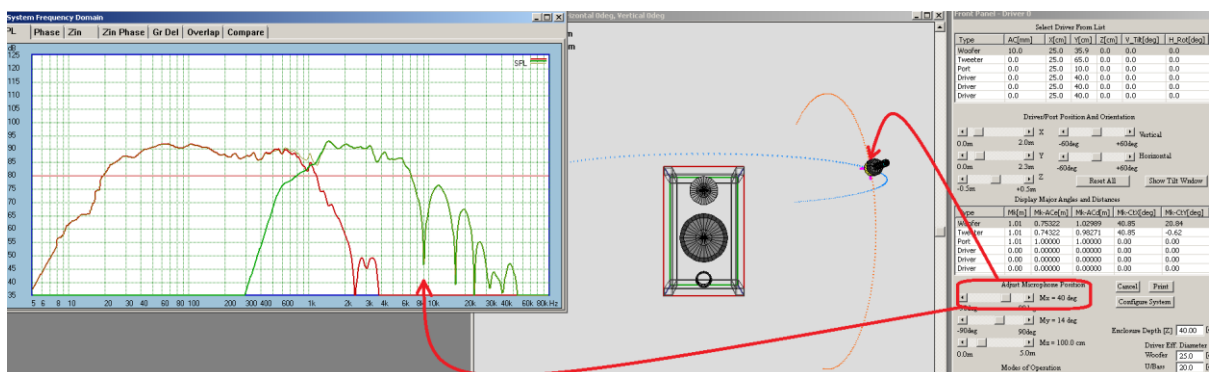 System Frequency Domain
Horizontal 0deg, Vertical 0deg
Front Panel - Driver 0
PL Phase Zin Zin Phase Gr Del Overlap Compare
dB
125
120
115
110
105
100
95
90
85
80
75
70
65
60
55
50
45
40
35
SPL
5 6 8 10 20 30 40 60 80 100 200 300 400 600 1k 2k 3k 4k 6k 8k 10k 20k 30k 40k 60k 80k Hz
m
m
Select Driver From List
Type AC[mm] X[cm] Y[cm] Z[cm] V_Tilt[deg] H_Rot[deg]
Woofer 10.0 25.0 35.9 0.0 0.0 0.0
Tweeter 0.0 25.0 65.0 0.0 0.0 0.0
Port 0.0 25.0 10.0 0.0 0.0 0.0
Driver 0.0 25.0 40.0 0.0 0.0 0.0
Driver 0.0 25.0 40.0 0.0 0.0 0.0
Driver 0.0 25.0 40.0 0.0 0.0 0.0
Driver/Port Position And Orientation
X Vertical
0.0m 2.0m -60deg +60deg
Y Horizontal
0.0m 2.3m -60deg +60deg
Z Reset All Show Tilt Window
-0.5m +0.5m
Display Major Angles and Distances
Type Mk[m] Mk-ACe[m] Mk-ACd[m] Mk-CtX[deg] Mk-CtY[deg]
Woofer 1.01 0.75322 1.02989 40.85 20.84
Tweeter 1.01 0.74322 0.98271 40.85 -0.62
Port 1.01 1.00000 1.00000 0.00 0.00
Driver 0.00 0.00000 0.00000 0.00 0.00
Driver 0.00 0.00000 0.00000 0.00 0.00
Driver 0.00 0.00000 0.00000 0.00 0.00
Adjust Microphone Position Cancel Print
Mx = 40 deg
Configure System
My = 14 deg
-90deg 90deg Enclosure Depth [Z] 40.00
Mz = 100.0 cm Driver Eff. Diameter
0.0m 5.0m Woofer 25.0
Modes of Operation U/Bass 20.0